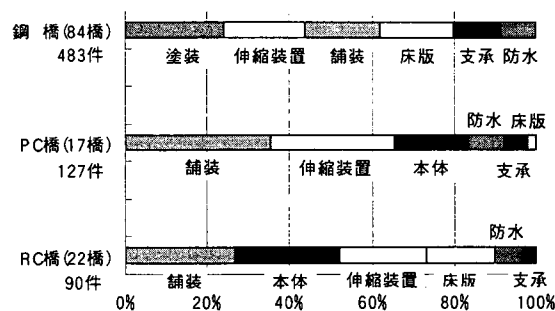 鋼 橋(84橋)
483件
塗装 伸縮装置 舗装 床版 支承 防水
防水 床版
PC橋(17橋)
127件
舗装 伸縮装置 本体 支承
防水
RC橋(22橋)
90件
舗装 本体 伸縮装置 床版 支承
0% 20% 40% 60% 80% 100%